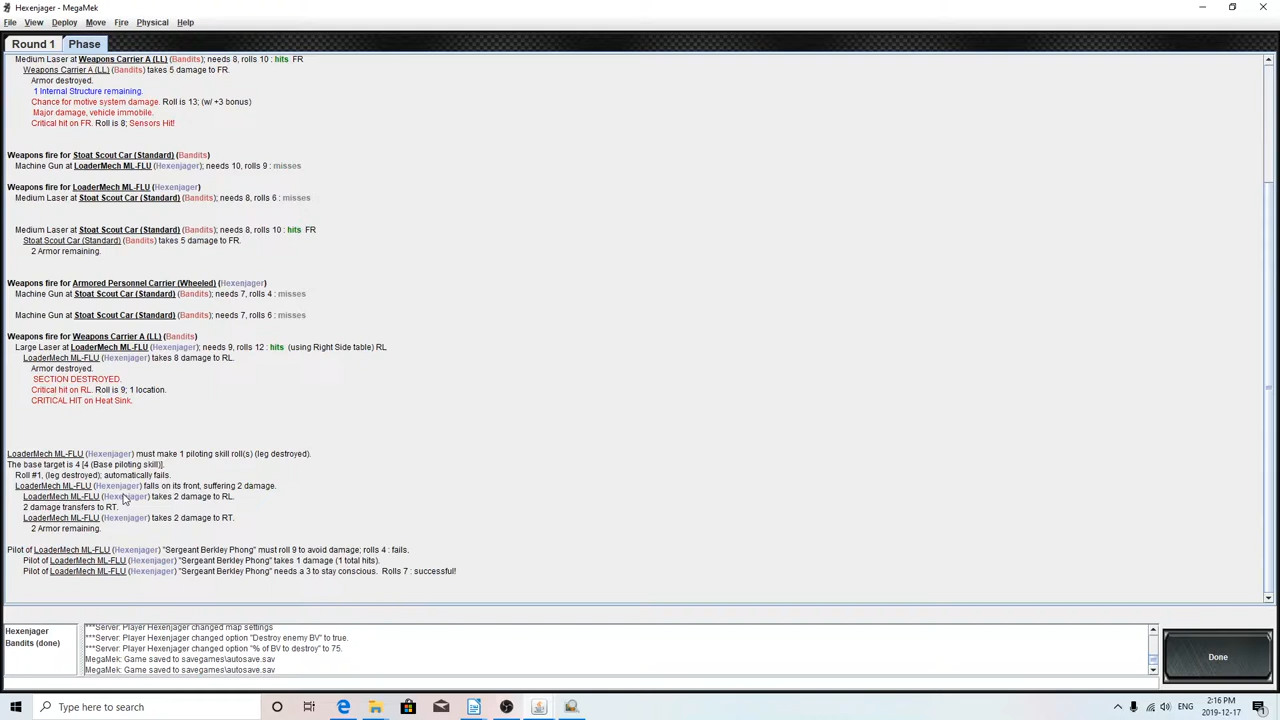 Hexenjager - MegaMek
File View Deploy Move Fire Physical Help
Round 1 Phase
Medium Laser at Weapons Carrier A (LL) (Bandits); needs 8, rolls 10 : hits FR
Weapons Carrier A (LL) (Bandits) takes 5 damage to FR.
Armor destroyed.
1 Internal Structure remaining.
Chance for motive system damage. Roll is 13; (w/ +3 bonus)
Major damage, vehicle immobile.
Critical hit on FR. Roll is 8; Sensors Hit!
Weapons fire for Stoat Scout Car (Standard) (Bandits)
Machine Gun at LoaderMech ML-FLU (Hexenjager); needs 10, rolls 9 : misses
Weapons fire for LoaderMech ML-FLU (Hexenjager)
Medium Laser at Stoat Scout Car (Standard) (Bandits); needs 8, rolls 6 : misses
Medium Laser at Stoat Scout Car (Standard) (Bandits); needs 8, rolls 10 : hits FR
Stoat Scout Car (Standard) (Bandits) takes 5 damage to FR.
2 Armor remaining.
Weapons fire for Armored Personnel Carrier (Wheeled) (Hexenjager)
Machine Gun at Stoat Scout Car (Standard) (Bandits); needs 7, rolls 4 : misses
Machine Gun at Stoat Scout Car (Standard) (Bandits); needs 7, rolls 6 : misses
Weapons fire for Weapons Carrier A (LL) (Bandits)
Large Laser at LoaderMech ML-FLU (Hexenjager); needs 9, rolls 12 : hits (using Right Side table) RL
LoaderMech ML-FLU (Hexenjager) takes 8 damage to RL.
Armor destroyed.
SECTION DESTROYED.
Critical hit on RL. Roll is 9; 1 location.
CRITICAL HIT on Heat Sink.
LoaderMech ML-FLU (Hexenjager) must make 1 piloting skill roll(s) (leg destroyed).
The base target is 4 [4 (Base piloting skill)].
Roll #1, (leg destroyed); automatically fails.
LoaderMech ML-FLU (Hexenjager) falls on its front, suffering 2 damage.
LoaderMech ML-FLU (Hexenjager) takes 2 damage to RL.
2 damage transfers to RT.
LoaderMech ML-FLU (Hexenjager) takes 2 damage to RT.
2 Armor remaining.
Pilot of LoaderMech ML-FLU (Hexenjager) "Sergeant Berkley Phong" must roll 9 to avoid damage; rolls 4 : fails.
Pilot of LoaderMech ML-FLU (Hexenjager) "Sergeant Berkley Phong" takes 1 damage (1 total hits).
Pilot of LoaderMech ML-FLU (Hexenjager) "Sergeant Berkley Phong" needs a 3 to stay conscious. Rolls 7 : successful!
Hexenjager
Bandits (done)
***Server: Player Hexenjager changed map settings
***Server: Player Hexenjager changed option "Destroy enemy BV" to true.
***Server: Player Hexenjager changed option "% of BV to destroy" to 75.
MegaMek: Game saved to savegames\autosave.sav
MegaMek: Game saved to savegames\autosave.sav
Done
Type here to search
ENG
2:16 PM
2019-12-17
1